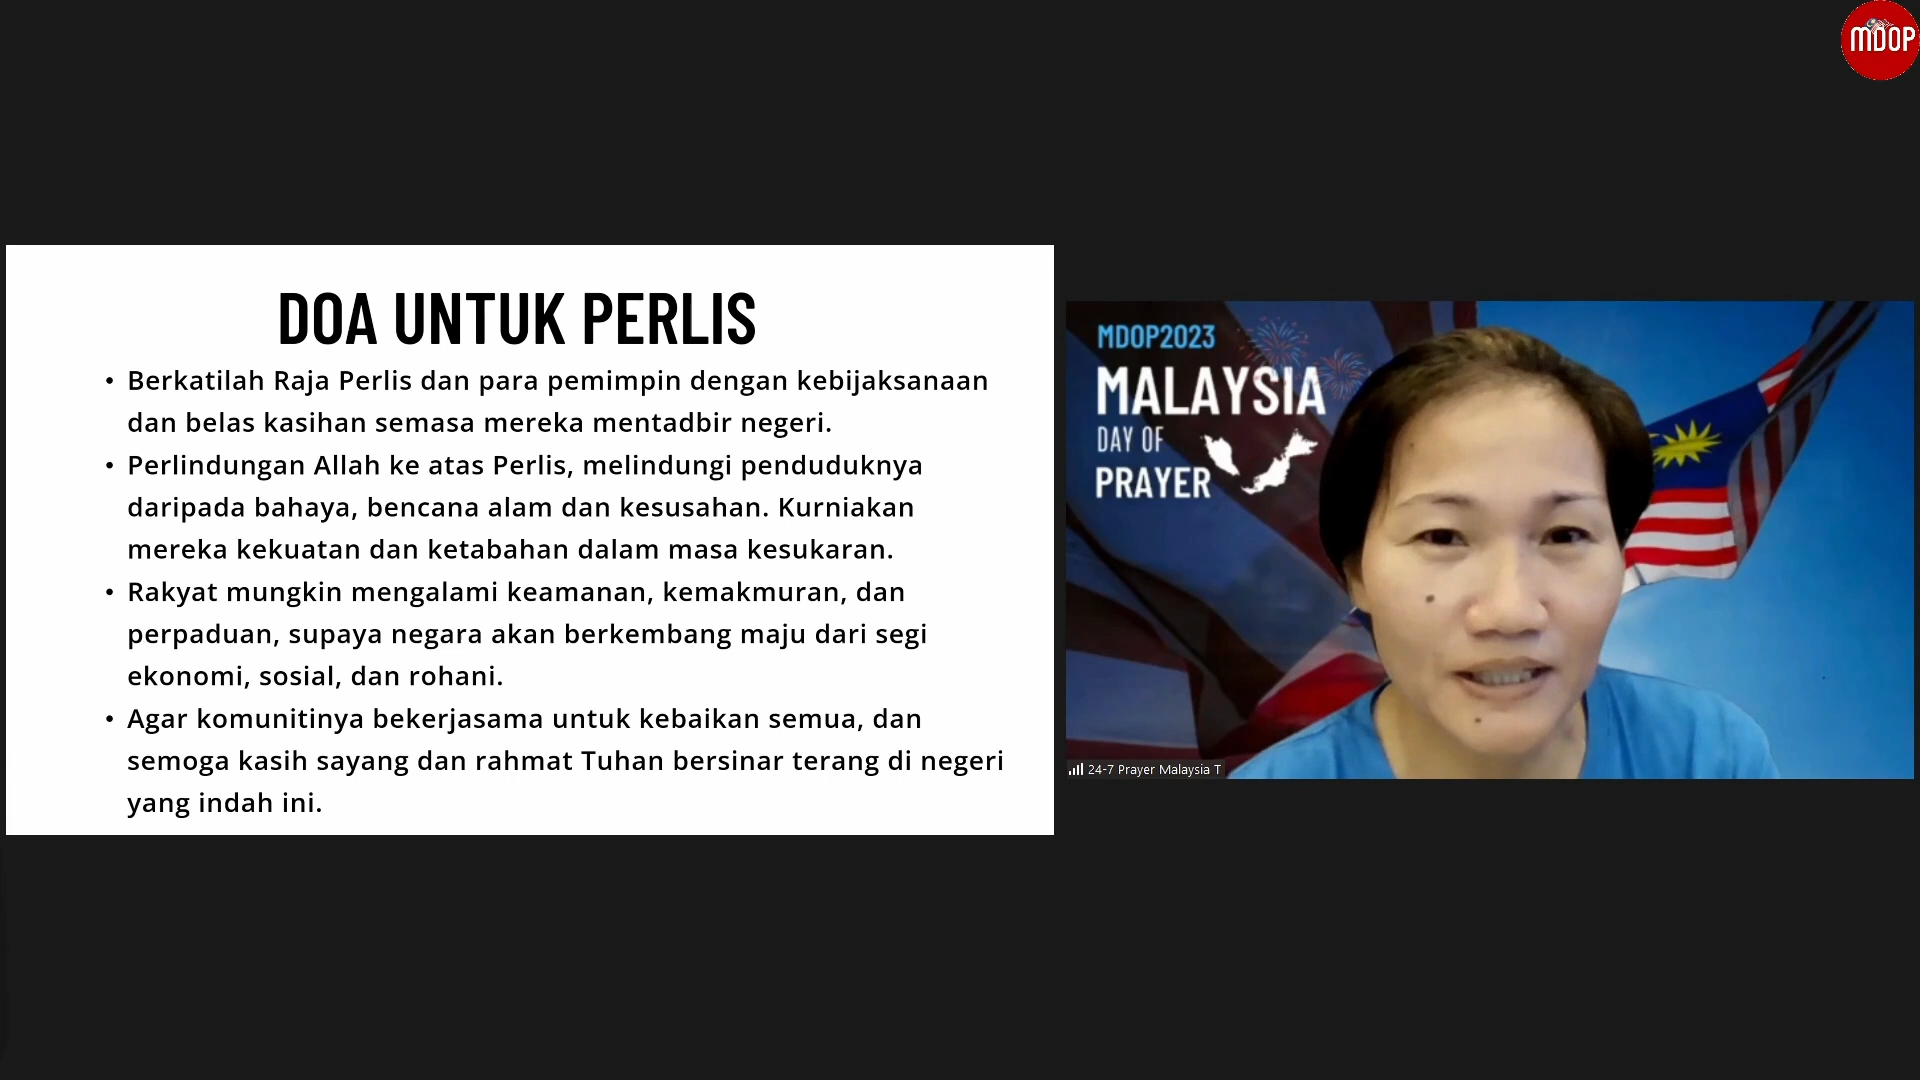 MDOP
DOA UNTUK PERLIS
• Berkatilah Raja Perlis dan para pemimpin dengan kebijaksanaan
dan belas kasihan semasa mereka mentadbir negeri.
• Perlindungan Allah ke atas Perlis, melindungi penduduknya
daripada bahaya, bencana alam dan kesusahan. Kurniakan
mereka kekuatan dan ketabahan dalam masa kesukaran.
• Rakyat mungkin mengalami keamanan, kemakmuran, dan
perpaduan, supaya negara akan berkembang maju dari segi
ekonomi, sosial, dan rohani.
• Agar komunitinya bekerjasama untuk kebaikan semua, dan
semoga kasih sayang dan rahmat Tuhan bersinar terang di negeri
yang indah ini.
MDOP2023
MALAYSIA
DAY OF
PRAYER
24-7 Prayer Malaysia T